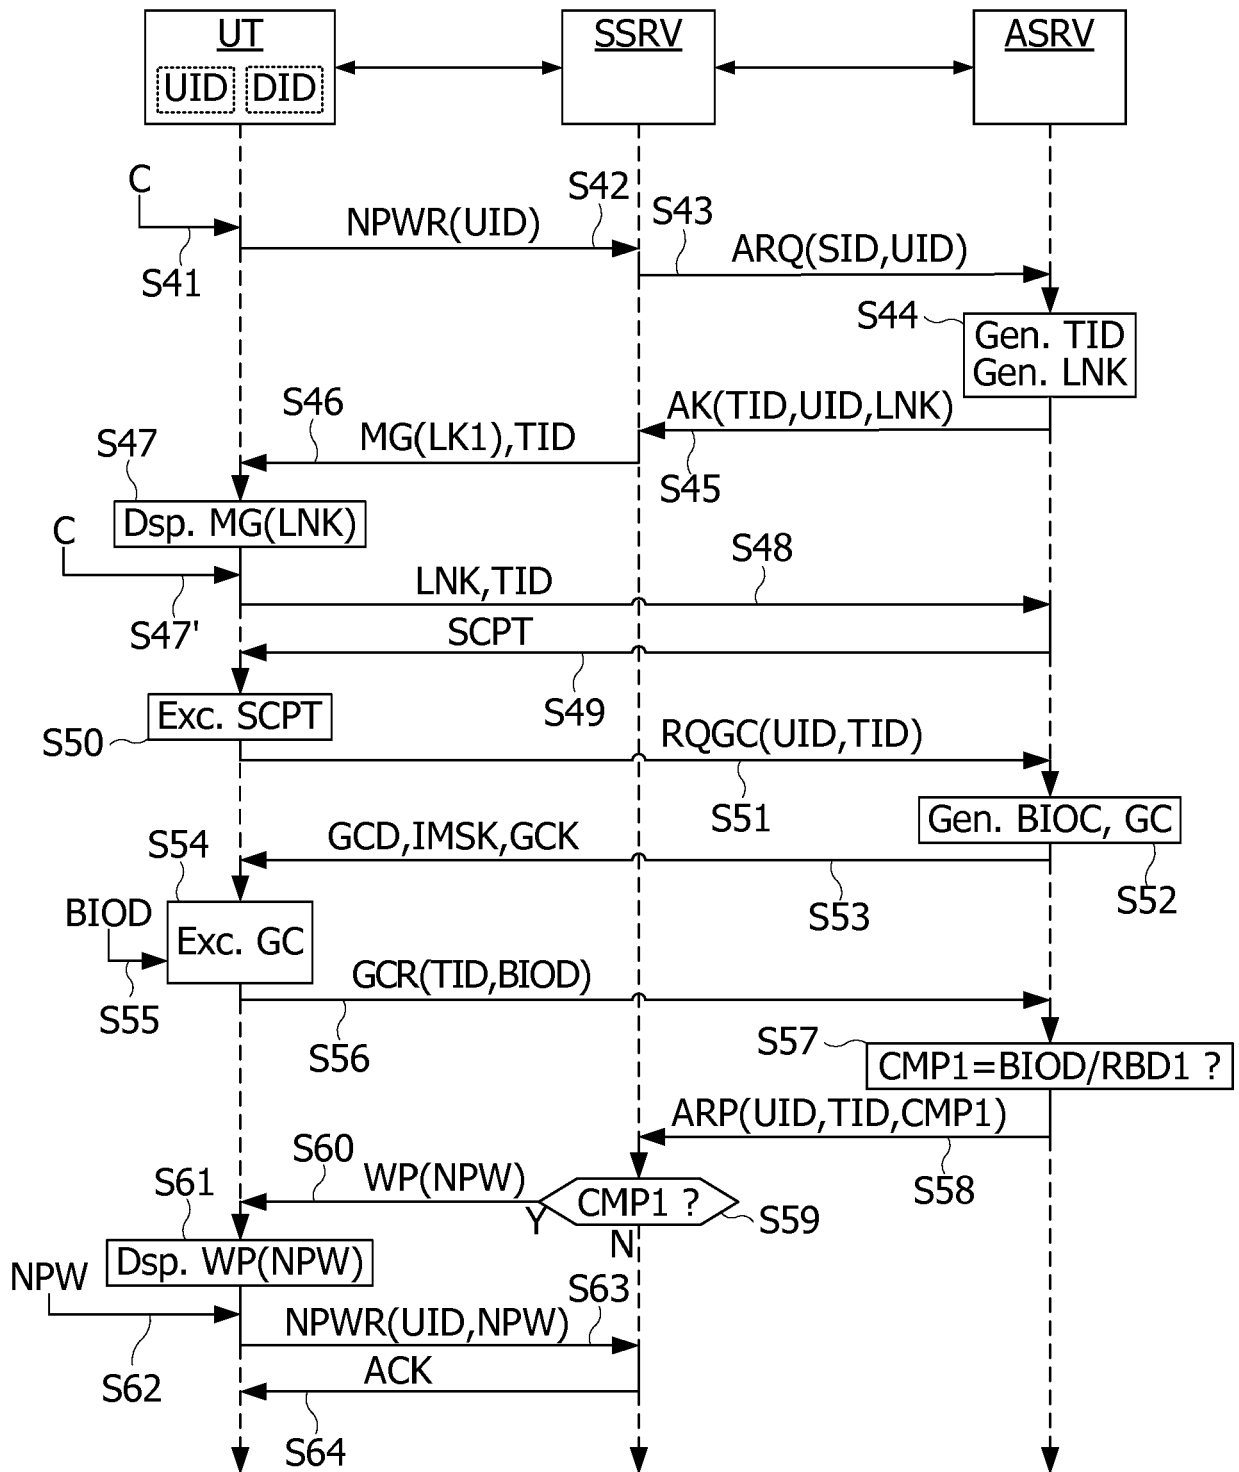 UT
SSRV
ASRV
UID
DID
C
S42
S43
NPWR(UID)
ARQ(SID,UID)
S41
S44
Gen. TID
Gen. LNK
S46
AK(TID,UID,LNK)
MG(LK1),TID
S47
S45
Dsp. MG(LNK)
C
S48
LNK,TID
S47'
SCPT
Exc. SCPT
S49
S50
RQGC(UID,TID)
S51
Gen. BIOC, GC
S54
GCD,IMSK,GCK
S53
S52
BIOD
Exc. GC
GCR(TID,BIOD)
S55
S56
S57
CMP1=BIOD/RBD1 ?
ARP(UID,TID,CMP1)
S60
S61
WP(NPW)
S58
CMP1 ?
S59
Y
N
Dsp. WP(NPW)
NPW
S63
NPWR(UID,NPW)
S62
ACK
S64